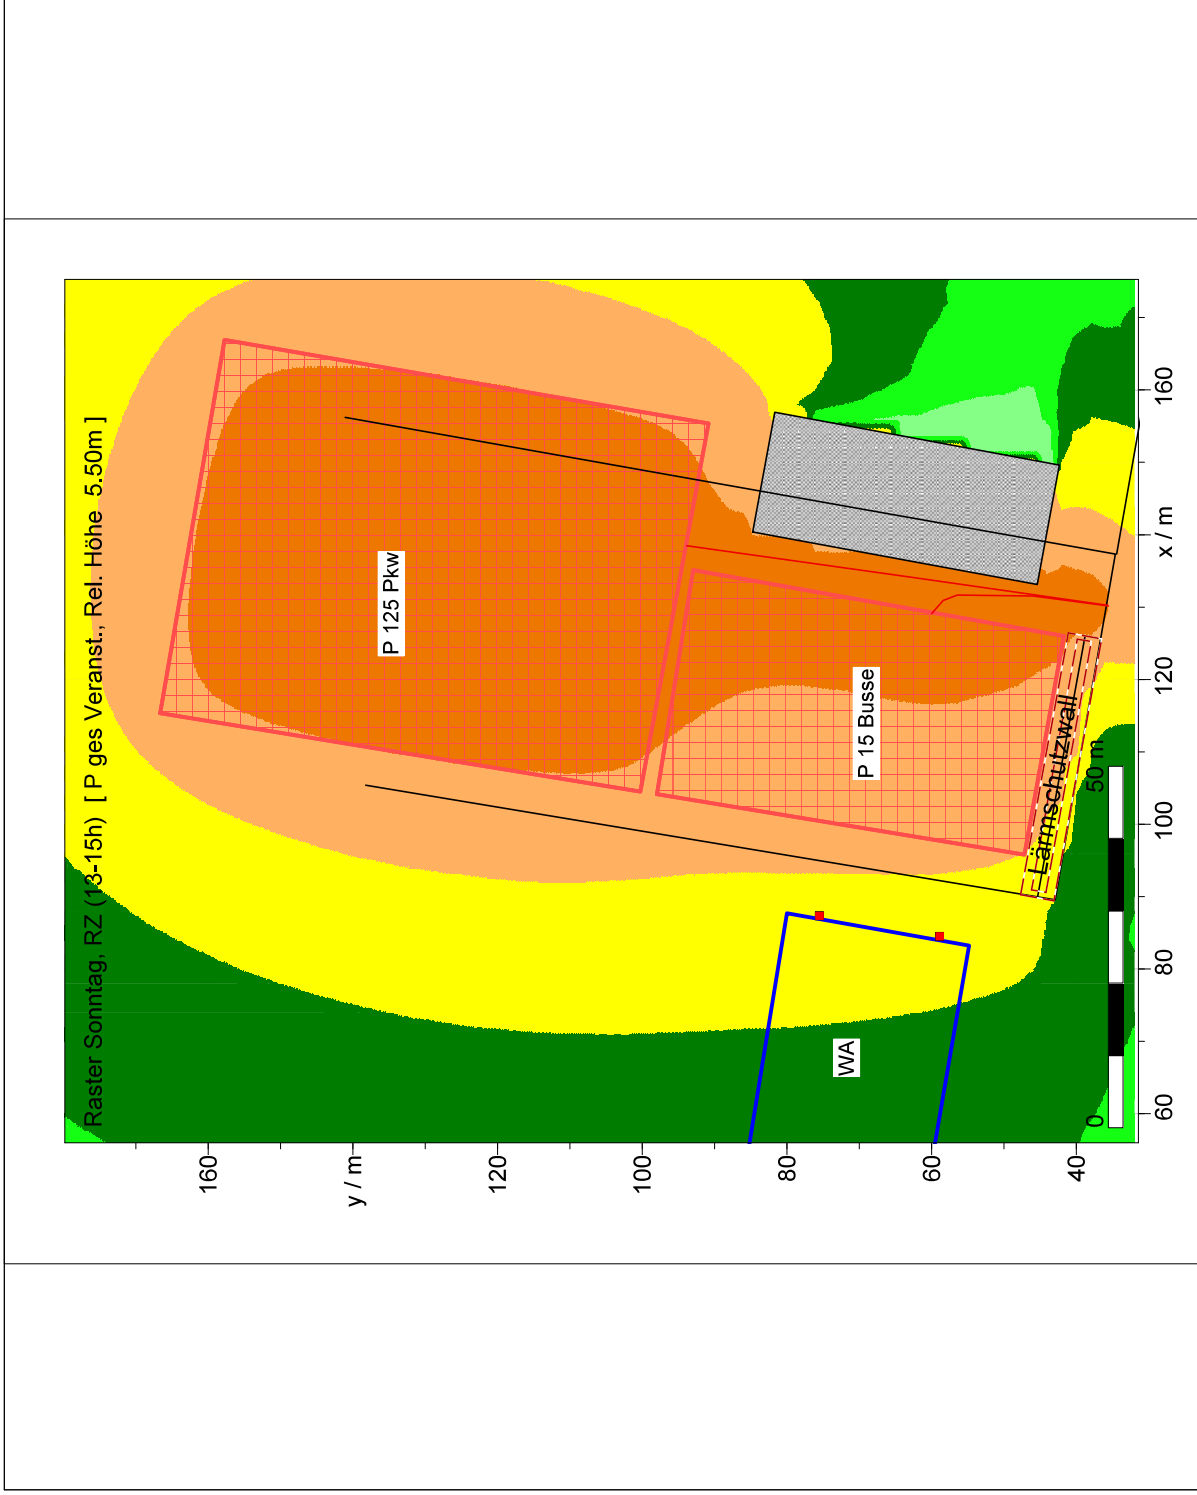 Raster Sonntag, RZ (13-15h) [ P ges Veranst., Rel. Höhe 5.50m ]
160
y / m
120
100
80
60
40
P 125 Pkw
P 15 Busse
WA
Lärmschutzwall
0
50 m
60
80
100
120
x / m
160